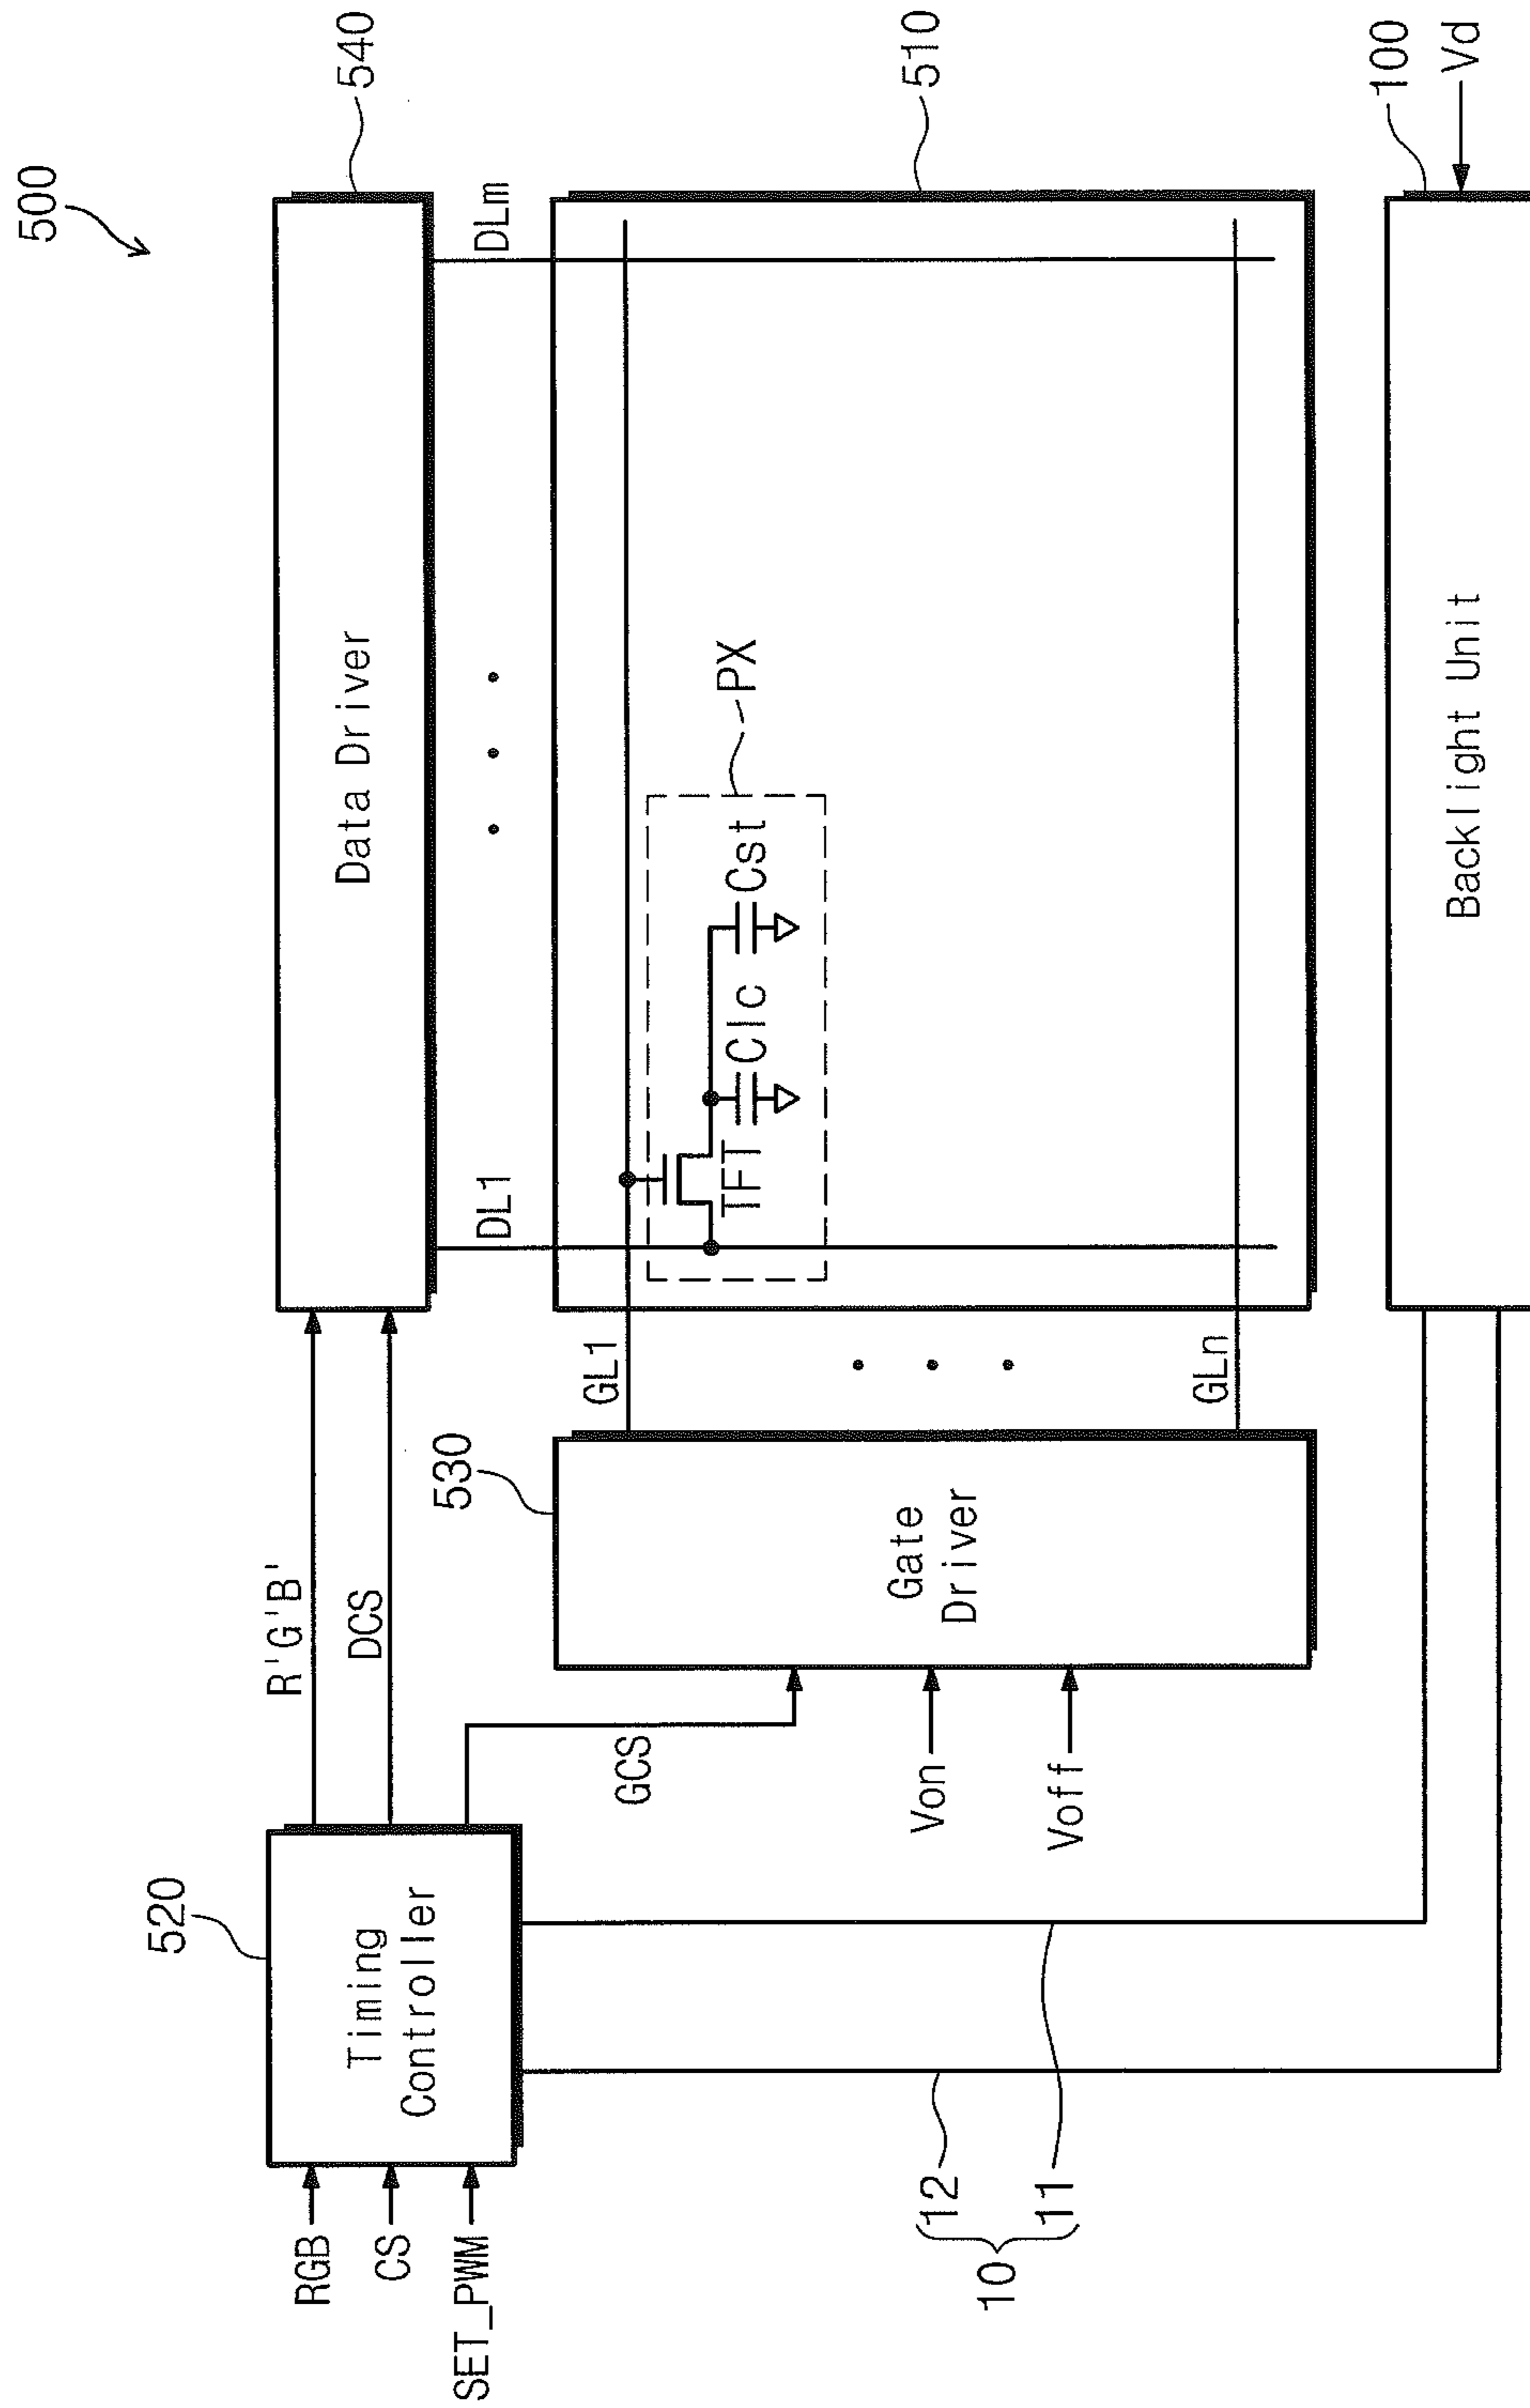 500
RGB
CS
SET_PWM
520
Timing
Controller
R'G'B'
DCS
GCS
Data Driver
540
530
Gate
Driver
Von
Voff
GL1
GLn
DL1
DLm
TFT
Clc
Cst
PX
510
10
12
11
Backlight Unit
100
Vd